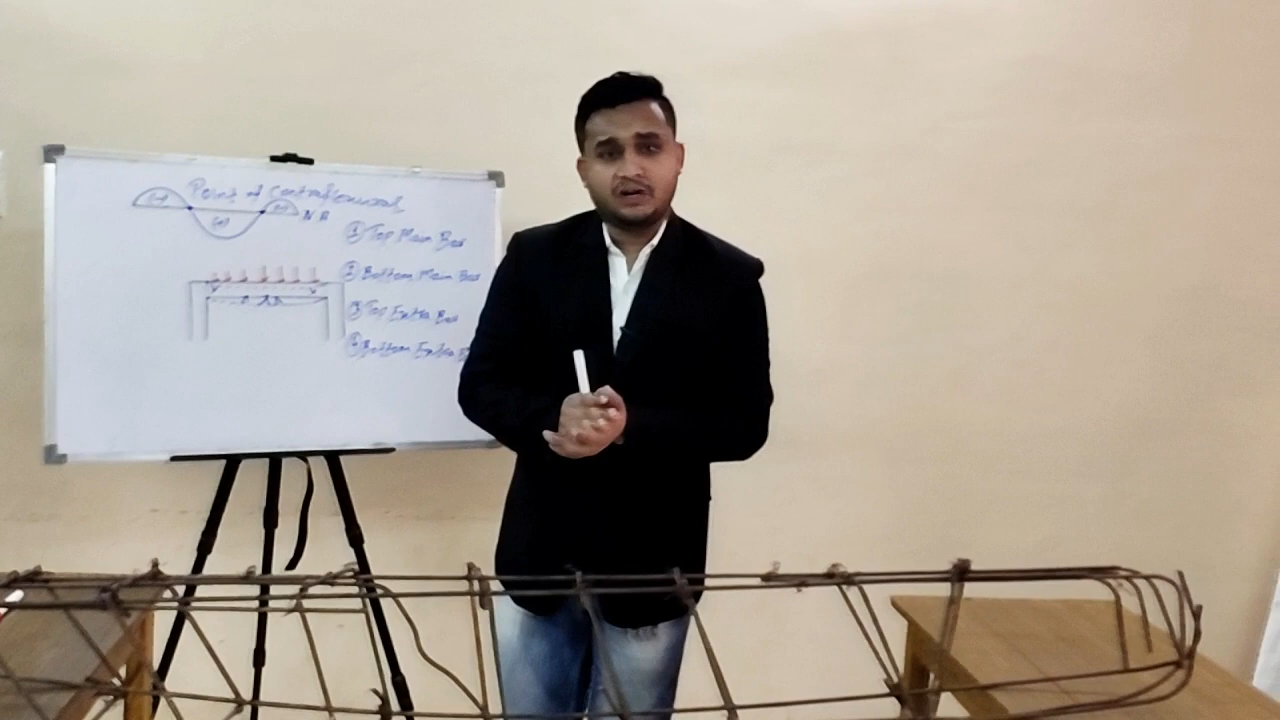 Point of Contraflexural
(-) (-)
(+)
N A
① Top Main Bar
② Bottom Main Bar
③ Top Extra Bar
④ Bottom Extra